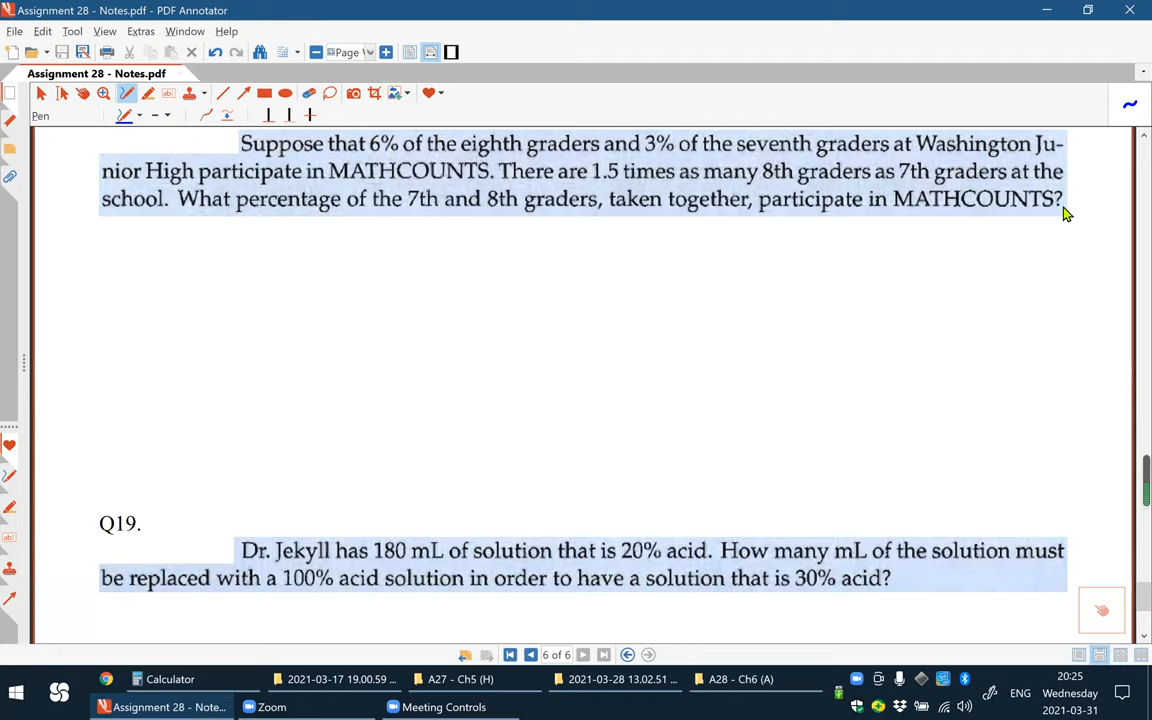 Assignment 28 - Notes.pdf - PDF Annotator
File Edit Tool View Extras Window Help
Page
Assignment 28 - Notes.pdf
Pen
Suppose that 6% of the eighth graders and 3% of the seventh graders at Washington Ju-
nior High participate in MATHCOUNTS. There are 1.5 times as many 8th graders as 7th graders at the
school. What percentage of the 7th and 8th graders, taken together, participate in MATHCOUNTS?
Q19.
Dr. Jekyll has 180 mL of solution that is 20% acid. How many mL of the solution must
be replaced with a 100% acid solution in order to have a solution that is 30% acid?
6 of 6
Calculator 2021-03-17 19.00.59 ... A27 - Ch5 (H) 2021-03-28 13.02.51 ... A28 - Ch6 (A)
20:25
ENG Wednesday
Assignment 28 - Note... Zoom Meeting Controls
2021-03-31